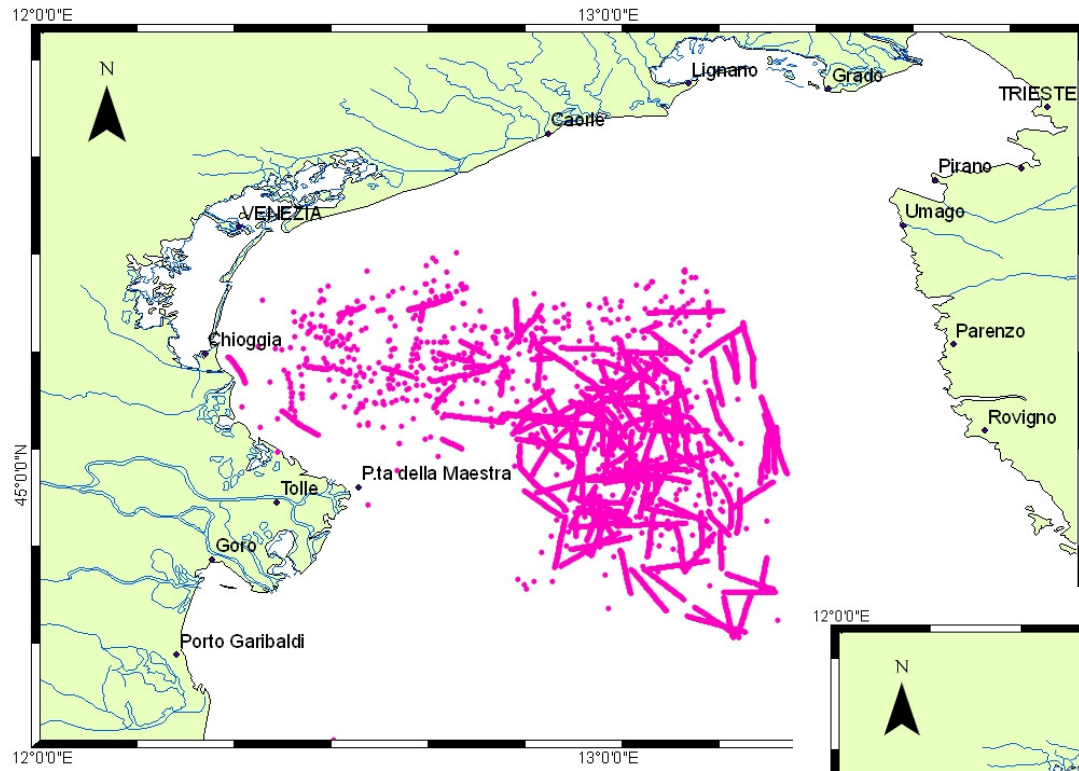 12°0'0"E
13°0'0"E
N
Lignano
Grado
TRIESTE
Caorle
Pirano
VENEZIA
Umago
Chioggia
Parenzo
Rovigno
45°0'0"N
P.ta della Maestra
Tolle
Goro
Porto Garibaldi
12°0'0"E
N
12°0'0"E
13°0'0"E